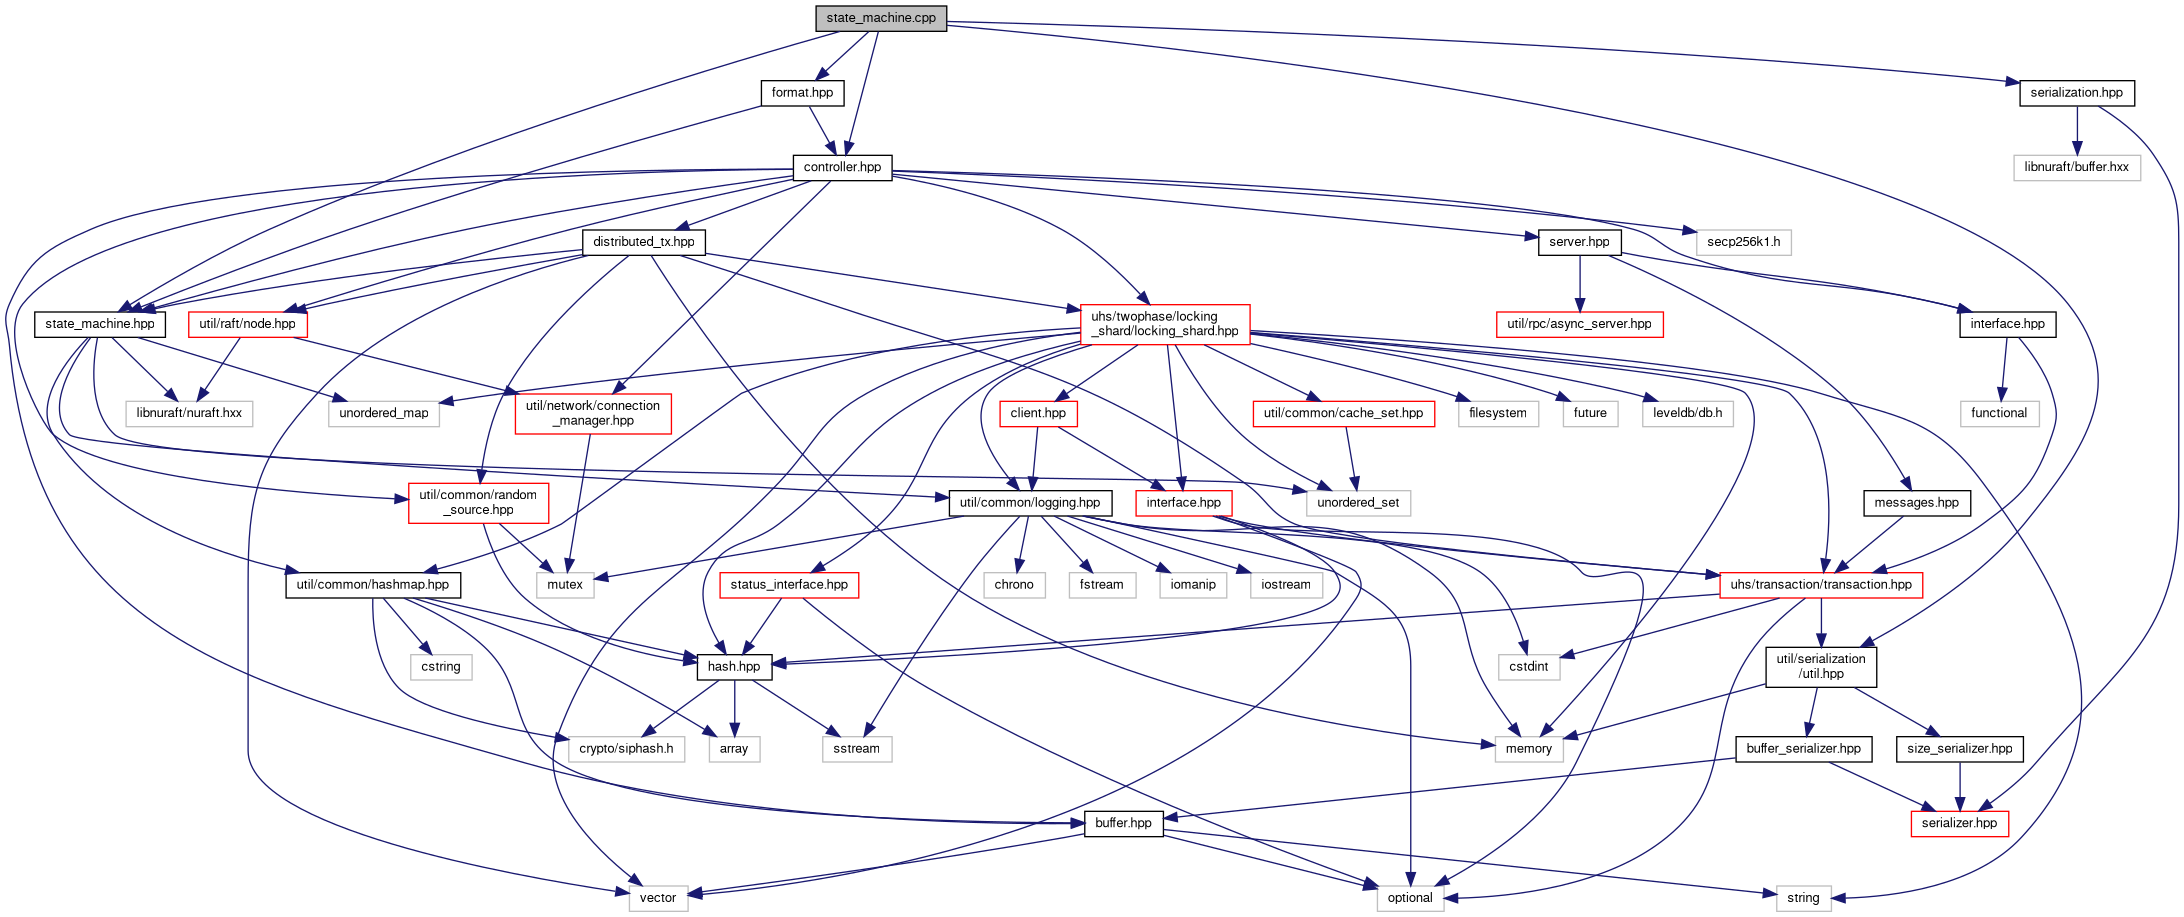 state_machine.cpp
format.hpp
serialization.hpp
controller.hpp
libnuraft/buffer.hxx
distributed_tx.hpp
server.hpp
secp256k1.h
state_machine.hpp
util/raft/node.hpp
uhs/twophase/locking
_shard/locking_shard.hpp
util/rpc/async_server.hpp
interface.hpp
libnuraft/nuraft.hxx
unordered_map
util/network/connection
_manager.hpp
client.hpp
util/common/cache_set.hpp
filesystem
future
leveldb/db.h
functional
util/common/random
_source.hpp
util/common/logging.hpp
interface.hpp
unordered_set
messages.hpp
util/common/hashmap.hpp
mutex
status_interface.hpp
chrono
fstream
iomanip
iostream
uhs/transaction/transaction.hpp
cstring
hash.hpp
cstdint
util/serialization
/util.hpp
crypto/siphash.h
array
sstream
memory
buffer_serializer.hpp
size_serializer.hpp
buffer.hpp
serializer.hpp
vector
optional
string